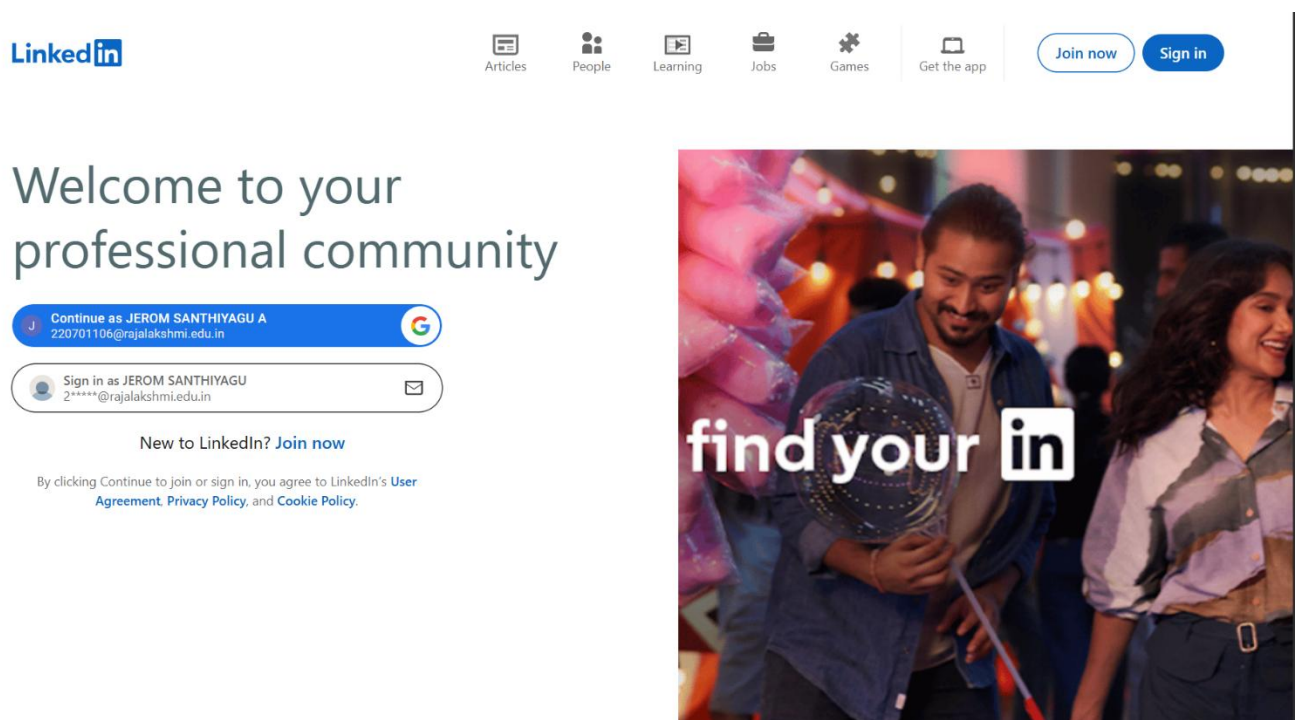 Linked in
Articles
People
Learning
Jobs
Games
Get the app
Join now
Sign in
Welcome to your
professional community
J
Continue as JEROM SANTHIYAGU A
220701106@rajalakshmi.edu.in
G
Sign in as JEROM SANTHIYAGU
2*****@rajalakshmi.edu.in
New to LinkedIn? Join now
By clicking Continue to join or sign in, you agree to LinkedIn's User
Agreement, Privacy Policy, and Cookie Policy.
find your in